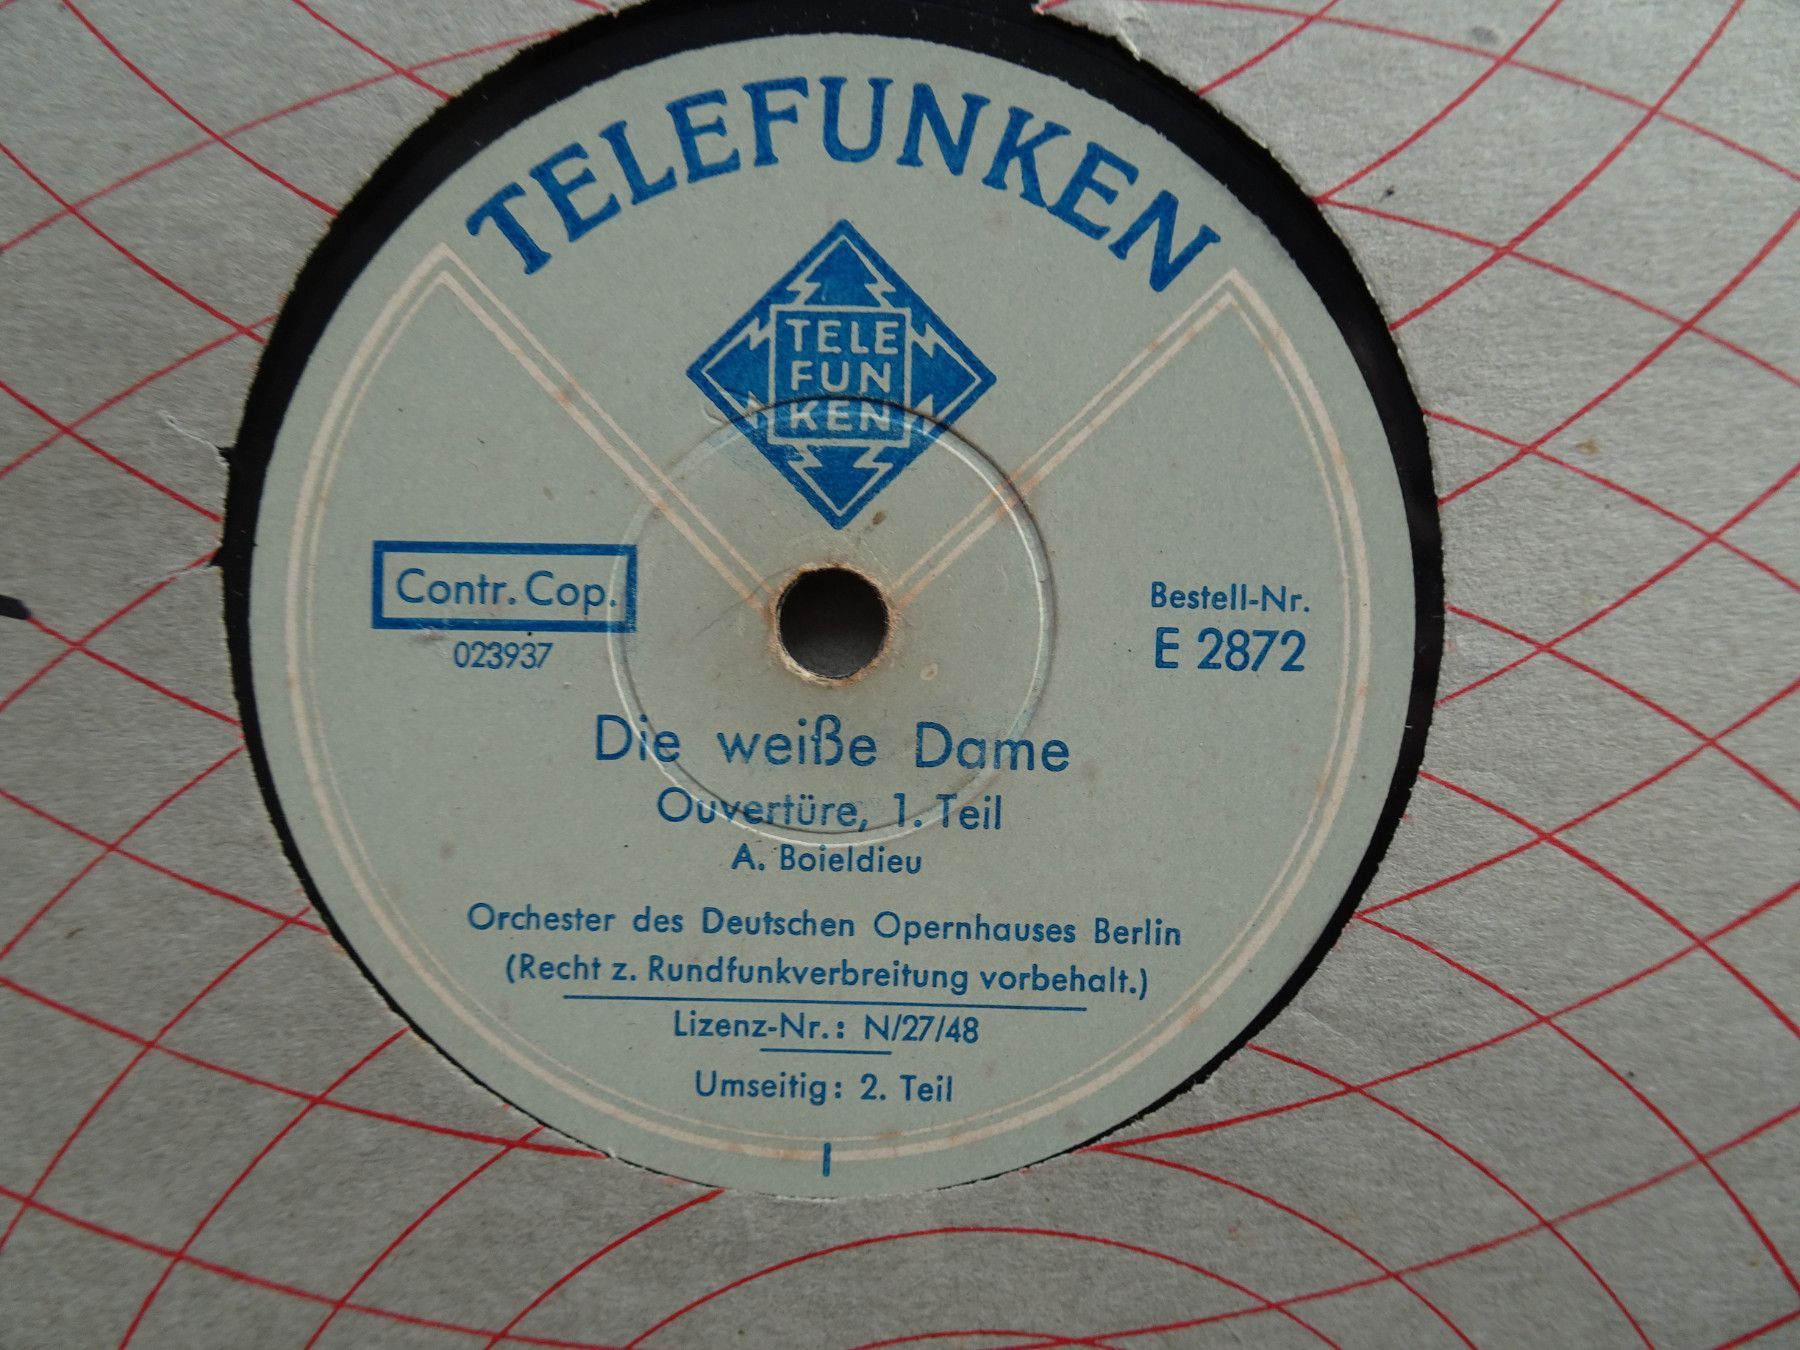 TELEFUNKEN
TELE
FUN
KEN
Contr. Cop.
023937
Bestell-Nr.
E 2872
Die weiße Dame
Ouvertüre, 1. Teil
A. Boieldieu
Orchester des Deutschen Opernhauses Berlin
(Recht z. Rundfunkverbreitung vorbehalt.)
Lizenz-Nr.: N/27/48
Umseitig: 2. Teil
I